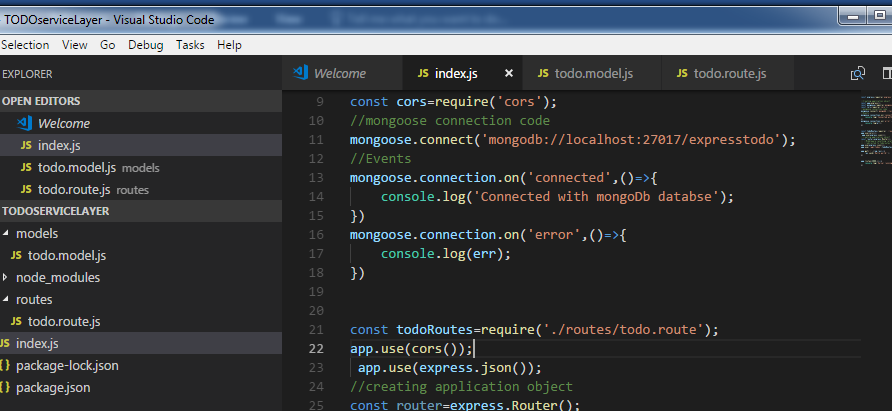 TODOserviceLayer - Visual Studio Code
Selection View Go Debug Tasks Help
EXPLORER
OPEN EDITORS
Welcome
JS index.js
JS todo.model.js models
JS todo.route.js routes
TODOSERVICELAYER
models
JS todo.model.js
node_modules
routes
JS todo.route.js
JS index.js
{} package-lock.json
{} package.json
Welcome JS index.js × JS todo.model.js JS todo.route.js
9 const cors=require('cors');
10 //mongoose connection code
11 mongoose.connect('mongodb://localhost:27017/expresstodo');
12 //Events
13 mongoose.connection.on('connected',()=>{
14 console.log('Connected with mongoDb databse');
15 })
16 mongoose.connection.on('error',()=>{
17 console.log(err);
18 })
19
20
21 const todoRoutes=require('./routes/todo.route');
22 app.use(cors());
23 app.use(express.json());
24 //creating application object
25 const router=express.Router();